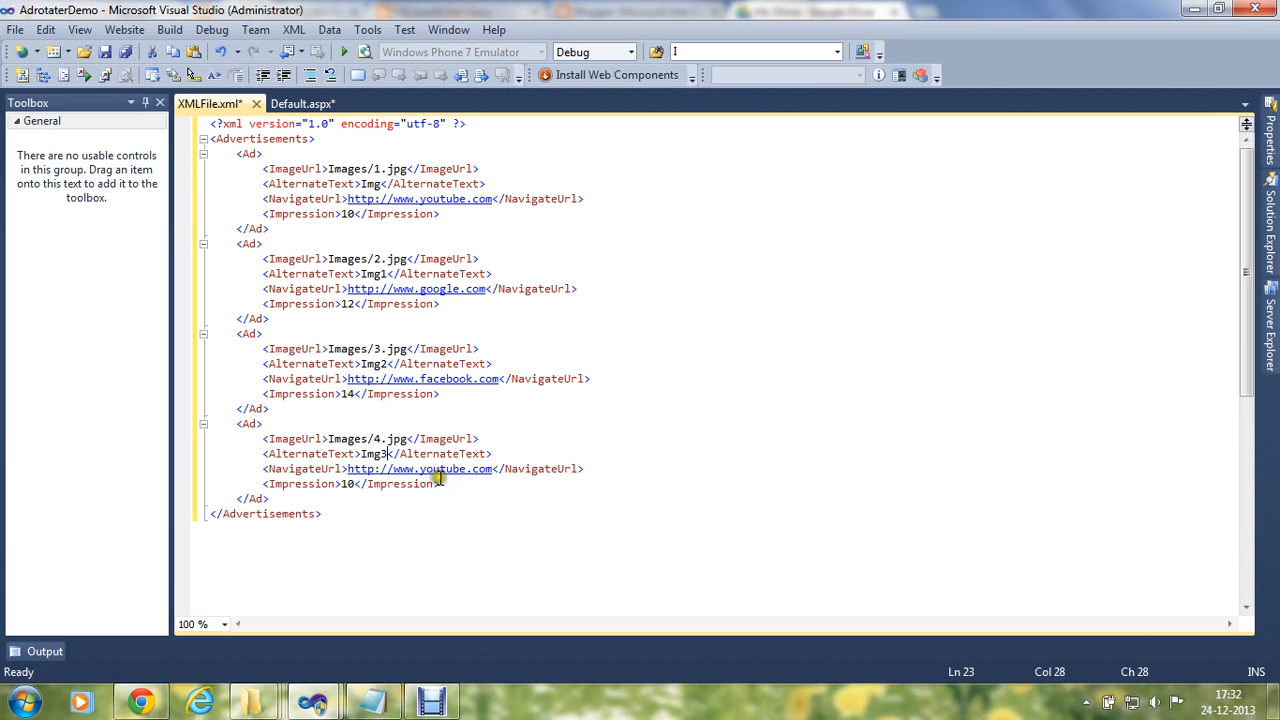 AdrotaterDemo - Microsoft Visual Studio (Administrator)
File Edit View Website Build Debug Team XML Data Tools Test Window Help
Windows Phone 7 Emulator Debug I
Install Web Components
Toolbox
General
There are no usable controls
in this group. Drag an item
onto this text to add it to the
toolbox.
XMLFile.xml* Default.aspx*
<?xml version="1.0" encoding="utf-8" ?>
<Advertisements>
<Ad>
<ImageUrl>Images/1.jpg</ImageUrl>
<AlternateText>Img</AlternateText>
<NavigateUrl>http://www.youtube.com</NavigateUrl>
<Impression>10</Impression>
</Ad>
<Ad>
<ImageUrl>Images/2.jpg</ImageUrl>
<AlternateText>Img1</AlternateText>
<NavigateUrl>http://www.google.com</NavigateUrl>
<Impression>12</Impression>
</Ad>
<Ad>
<ImageUrl>Images/3.jpg</ImageUrl>
<AlternateText>Img2</AlternateText>
<NavigateUrl>http://www.facebook.com</NavigateUrl>
<Impression>14</Impression>
</Ad>
<Ad>
<ImageUrl>Images/4.jpg</ImageUrl>
<AlternateText>Img3</AlternateText>
<NavigateUrl>http://www.youtube.com</NavigateUrl>
<Impression>10</Impression>
</Ad>
</Advertisements>
100 %
Properties
Solution Explorer
Server Explorer
Output
Ready Ln 23 Col 28 Ch 28 INS
17:32
24-12-2013